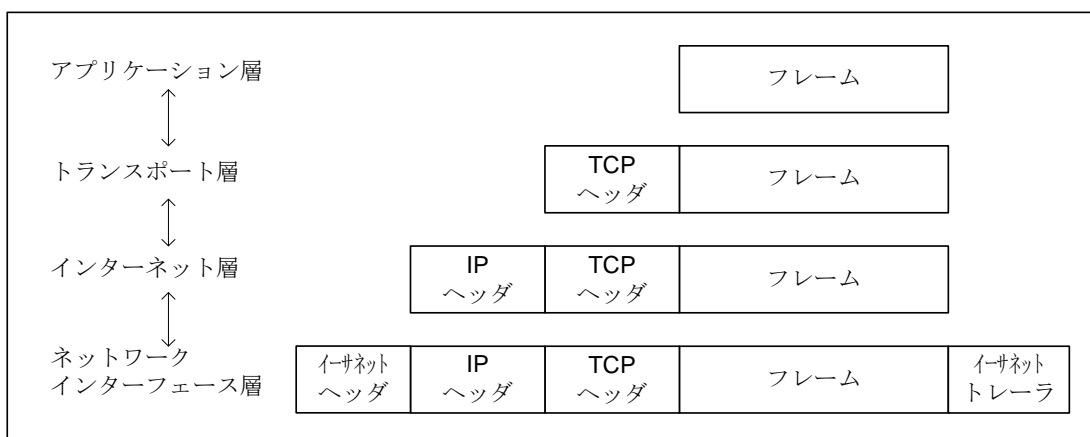 アプリケーション層
フレーム
トランスポート層
TCP
ヘッダ
フレーム
インターネット層
IP
ヘッダ
TCP
ヘッダ
フレーム
ネットワーク
インターフェース層
イーサネット
ヘッダ
IP
ヘッダ
TCP
ヘッダ
フレーム
イーサネット
トレーラ